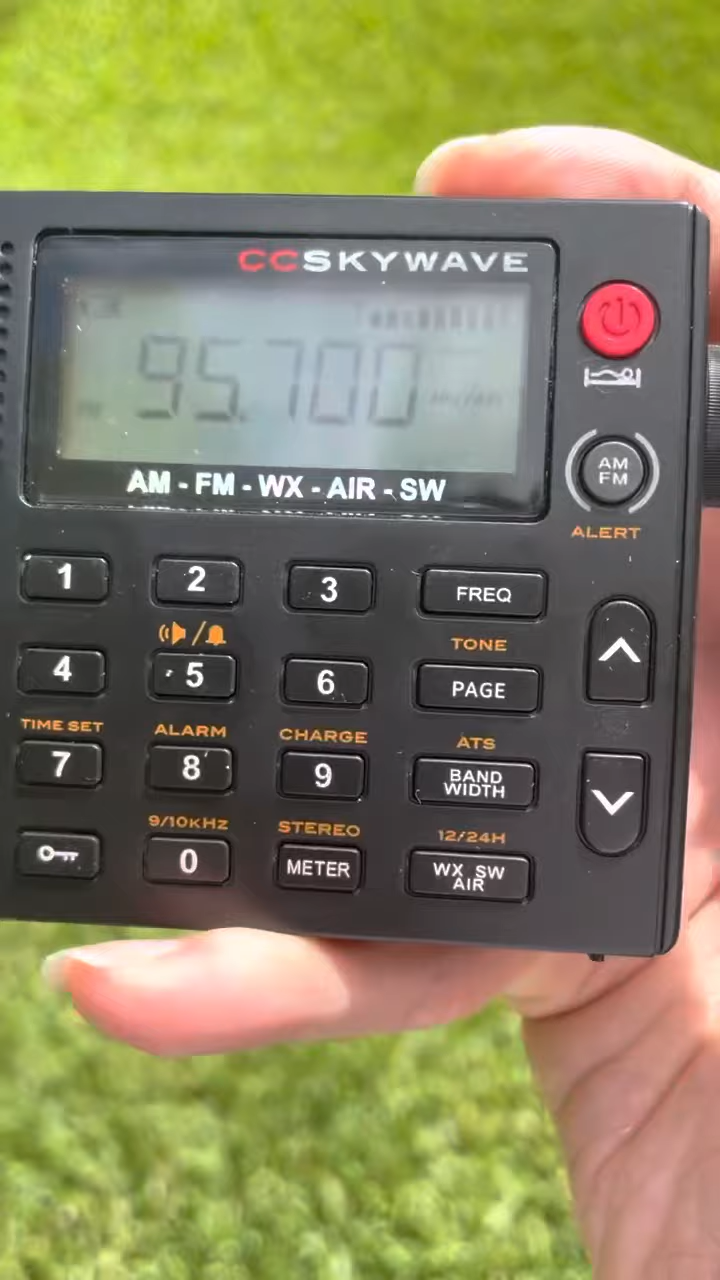 CCSKYWAVE
95.700
AM - FM - WX - AIR - SW
AM
FM
ALERT
1 2 3 FREQ
TONE
4 5 6 PAGE
TIME SET ALARM CHARGE ATS
7 8 9 BAND
WIDTH
9/10kHz STEREO 12/24H
0 METER WX SW
AIR